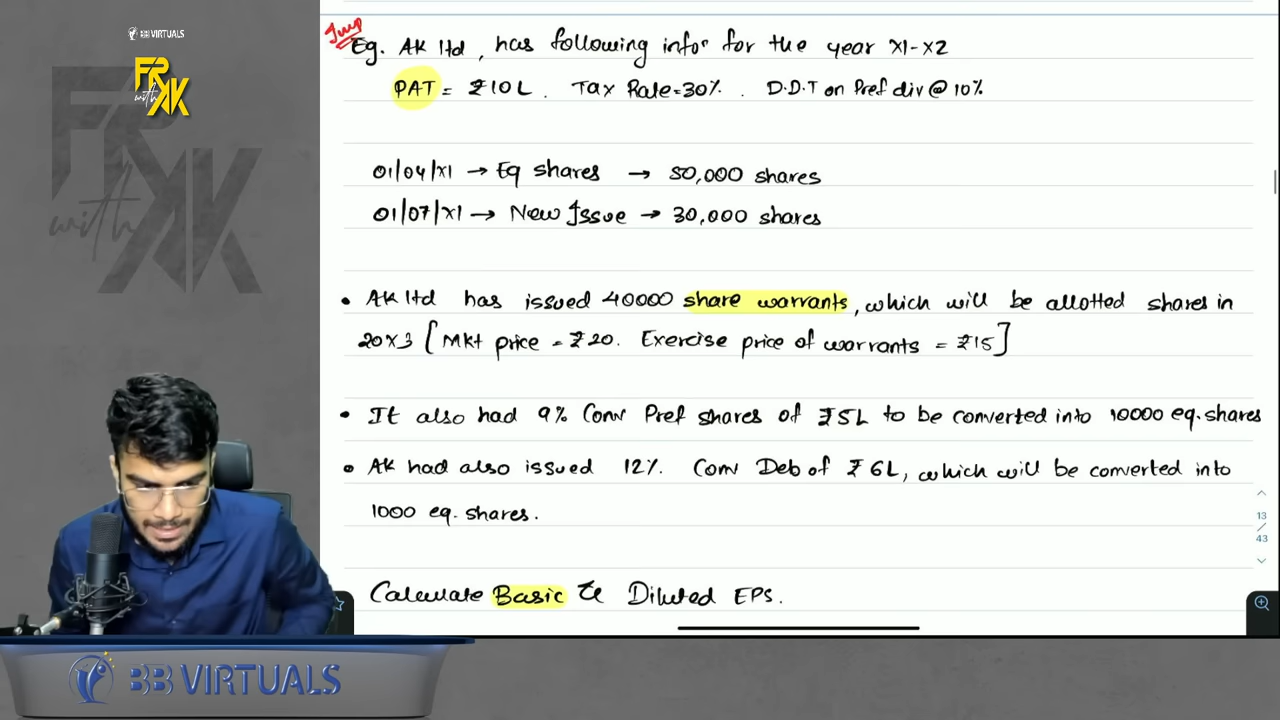 BB VIRTUALS
FR
with
AK
FR
with
AK
Imp
Eg. AK ltd, has following infoʳ for the year X1-X2
PAT = ₹10L. Tax Rate=30%. D.D.T on Pref div @ 10%
01/04/X1 → Eq shares → 50,000 shares
01/07/X1 → New Issue → 30,000 shares
• AK ltd has issued 40000 share warrants, which will be allotted shares in
20X3 [Mkt price = ₹20. Exercise price of warrants = ₹15]
• It also had 9% Conv Pref shares of ₹5L to be converted into 10000 eq. shares
• AK had also issued 12%. Conv Deb of ₹6L, which will be converted into
1000 eq. shares.
Calculate Basic & Diluted EPS.
13
/
43
BB VIRTUALS